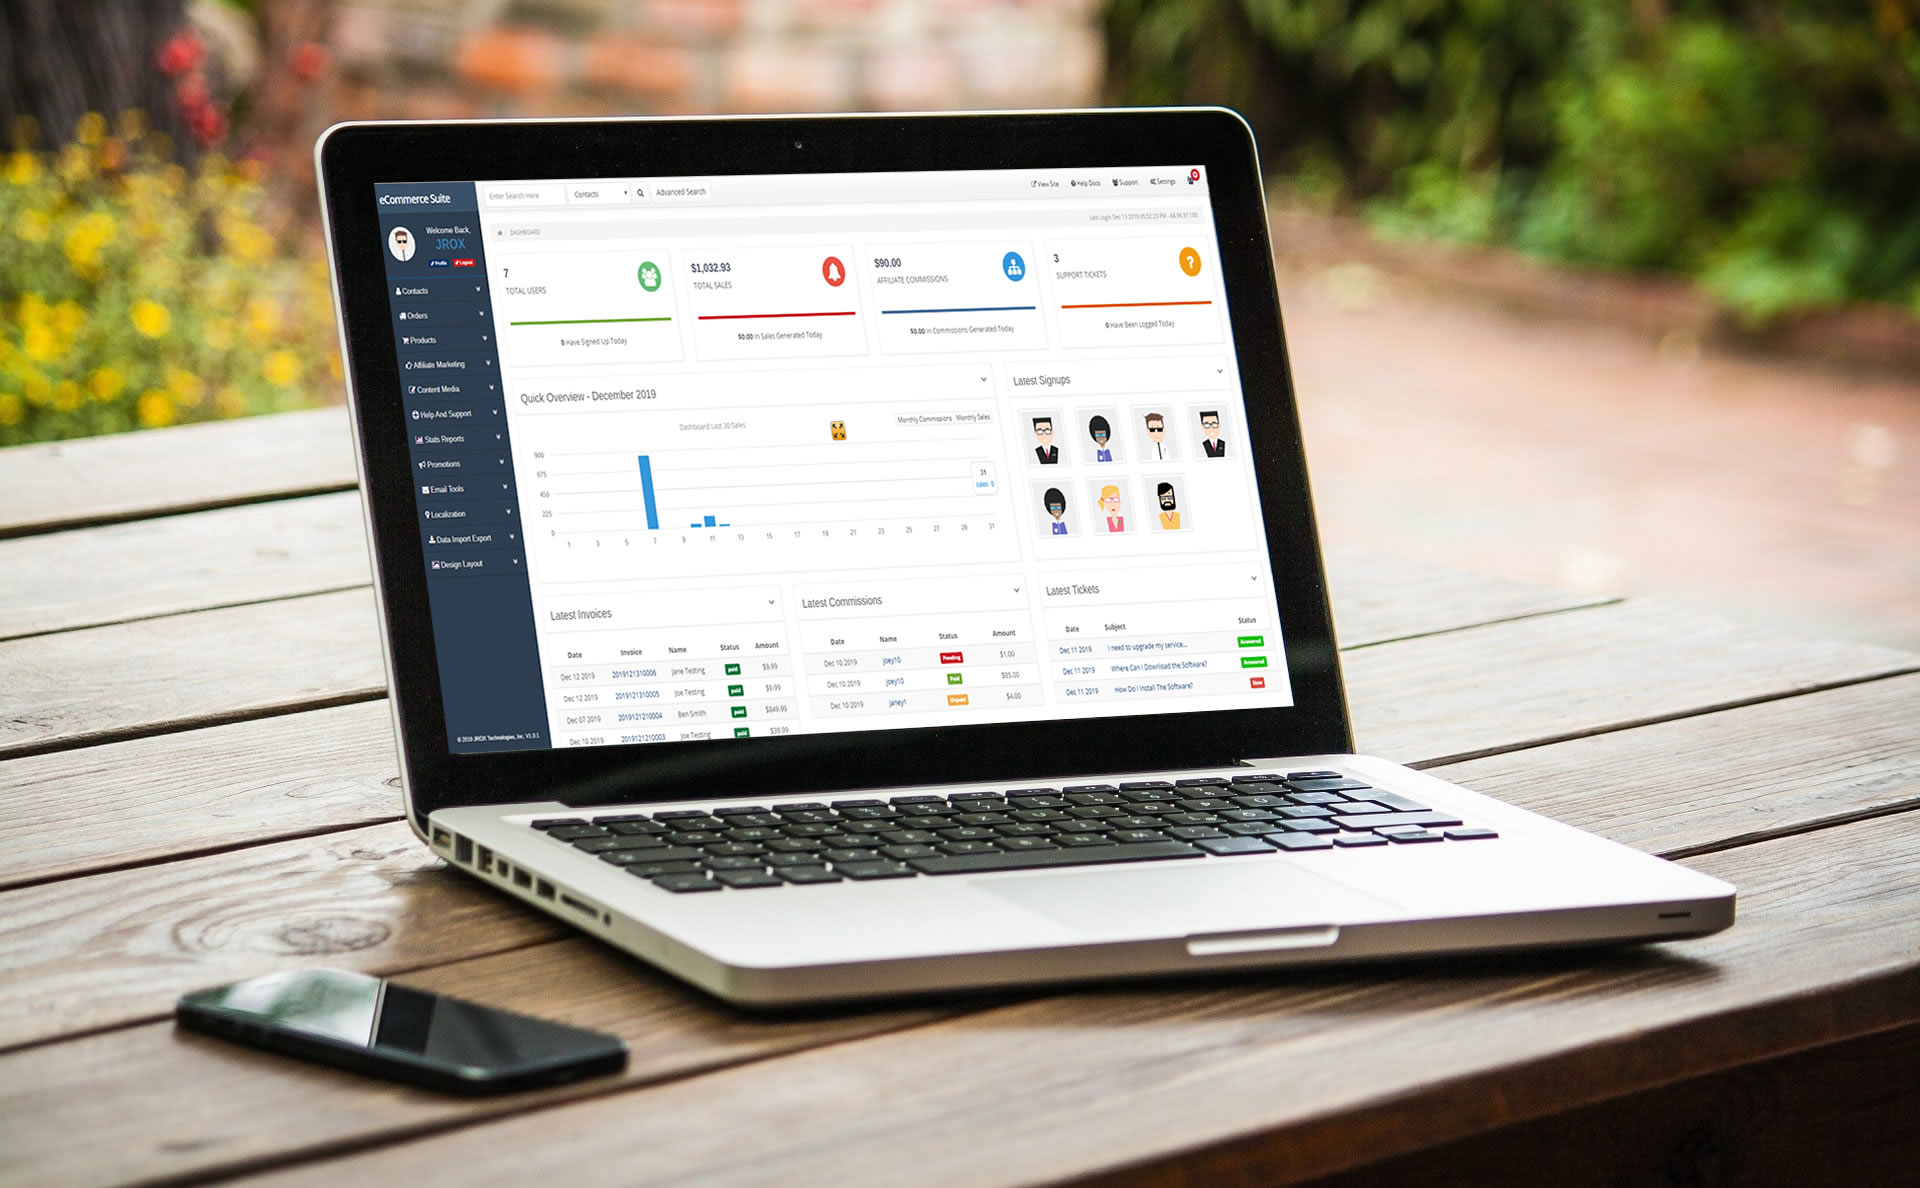 eCommerce Suite
Enter Search Here
Contacts
Advanced Search
View Site
Help Docs
Support
Settings
Welcome Back,
JROX
Profile
Logout
/ DASHBOARD
Last Login Dec 13 2019
Contacts
Orders
Products
Affiliate Marketing
Content Media
Help And Support
Stats Reports
Promotions
Email Tools
Localization
Data Import Export
Design Layout
© 2019 JROX Technologies, Inc. V1.0.1
7
TOTAL USERS
0 Have Signed Up Today
$1,032.93
TOTAL SALES
$0.00 In Sales Generated Today
$90.00
AFFILIATE COMMISSIONS
$0.00 In Commissions Generated Today
3
SUPPORT TICKETS
?
0 Have Been Logged Today
Quick Overview - December 2019
Dashboard Last 30 Sales
Monthly Commissions
Monthly Sales
900
675
450
225
0
31
sales: 0
1 3 5 7 9 11 13 15 17 19 21 23 25 27 29 31
Latest Signups
Latest Invoices
Date Invoice Name Status Amount
Dec 12 2019 2019121310006 Jane Testing paid $9.99
Dec 12 2019 2019121310005 Joe Testing paid $9.99
Dec 07 2019 2019121210004 Ben Smith paid $849.99
Dec 10 2019 2019121210003 Joe Testing paid $39.99
Latest Commissions
Date Name Status Amount
Dec 10 2019 joey10 Pending $1.00
Dec 10 2019 joey10 Paid $85.00
Dec 10 2019 janey1 Unpaid $4.00
Latest Tickets
Date Subject Status
Dec 11 2019 I need to upgrade my service... Answered
Dec 11 2019 Where Can I Download the Software? Answered
Dec 11 2019 How Do I Install The Software? New